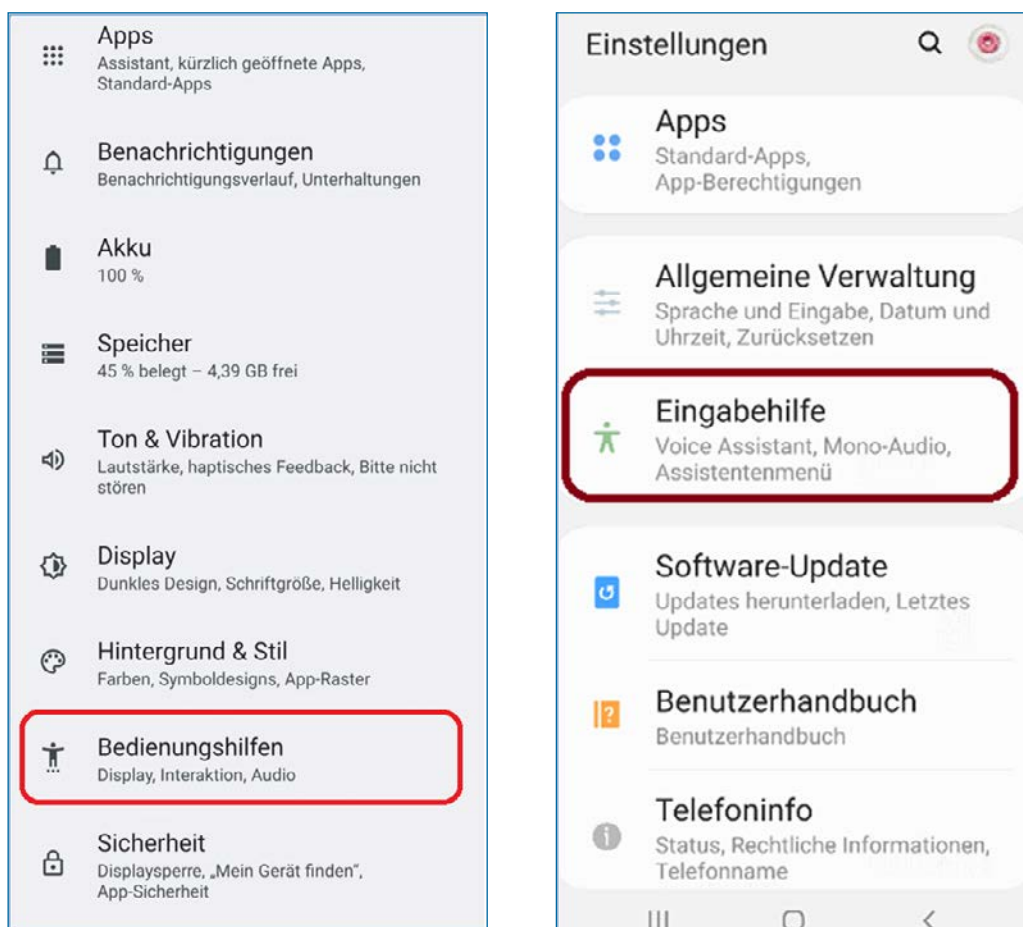 Apps
Assistant, kürzlich geöffnete Apps,
Standard-Apps
Benachrichtigungen
Benachrichtigungsverlauf, Unterhaltungen
Akku
100 %
Speicher
45 % belegt – 4,39 GB frei
Ton & Vibration
Lautstärke, haptisches Feedback, Bitte nicht
stören
Display
Dunkles Design, Schriftgröße, Helligkeit
Hintergrund & Stil
Farben, Symboldesigns, App-Raster
Bedienungshilfen
Display, Interaktion, Audio
Sicherheit
Displaysperre, „Mein Gerät finden“,
App-Sicherheit
Einstellungen
Apps
Standard-Apps,
App-Berechtigungen
Allgemeine Verwaltung
Sprache und Eingabe, Datum und
Uhrzeit, Zurücksetzen
Eingabehilfe
Voice Assistant, Mono-Audio,
Assistentenmenü
Software-Update
Updates herunterladen, Letztes
Update
Benutzerhandbuch
Benutzerhandbuch
Telefoninfo
Status, Rechtliche Informationen,
Telefonname